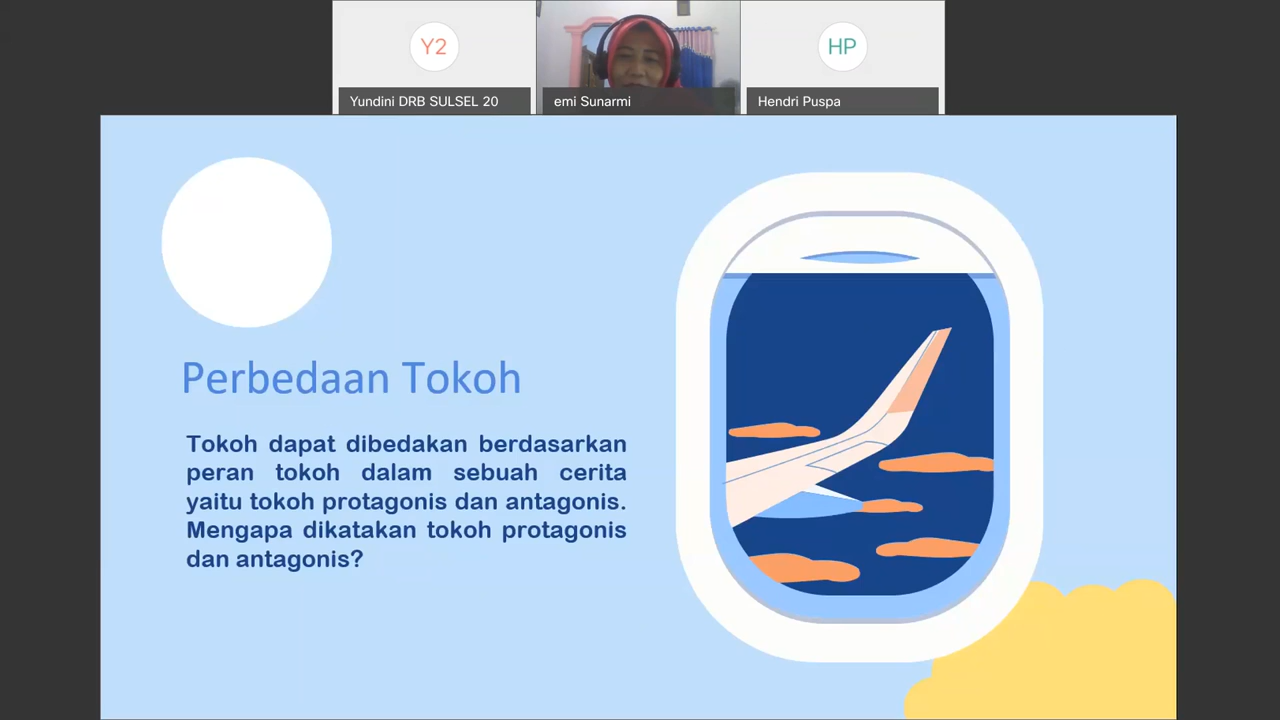 Y2
HP
Yundini DRB SULSEL 20
emi Sunarmi
Hendri Puspa
Perbedaan Tokoh
Tokoh dapat dibedakan berdasarkan
peran tokoh dalam sebuah cerita
yaitu tokoh protagonis dan antagonis.
Mengapa dikatakan tokoh protagonis
dan antagonis?